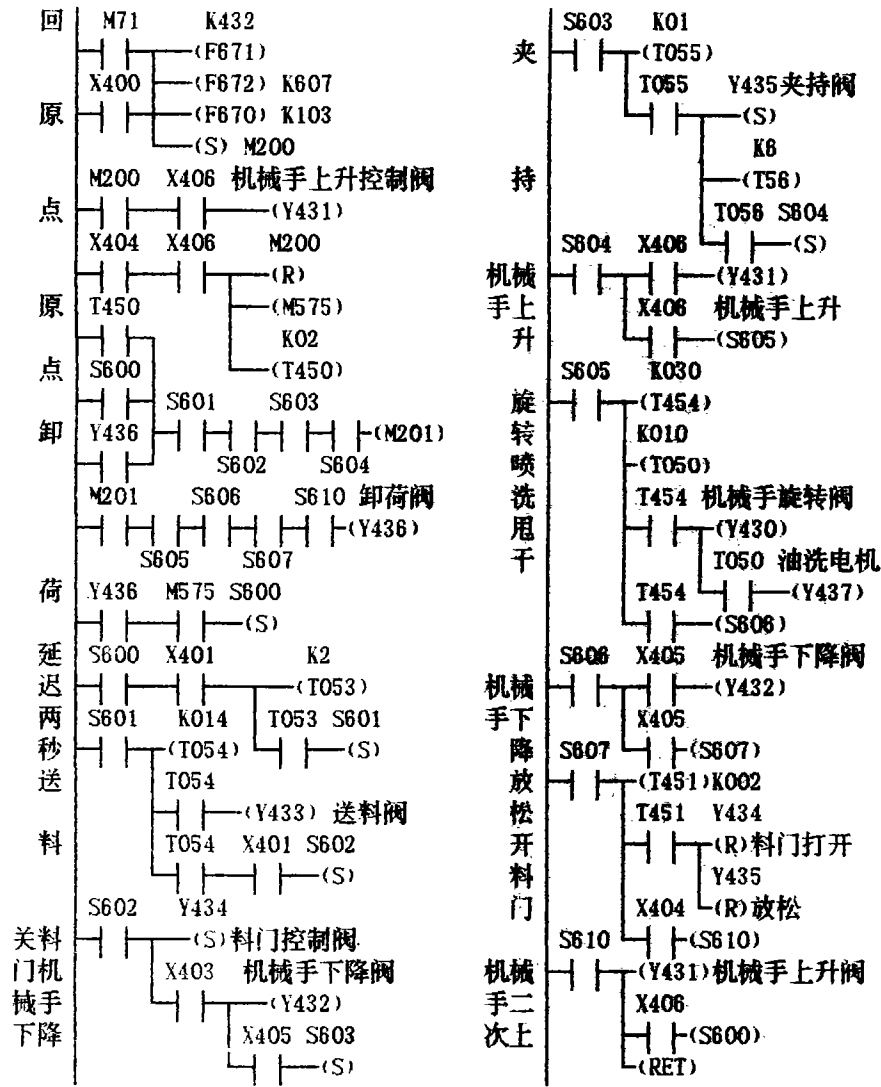 回 M71 K432
(F671)
X400 (F672) K607
原 (F670) K103
(S) M200
M200 X406 机械手上升控制阀
点 (Y431)
X404 X406 M200
(R)
原 T450 (M575)
K02
点 S600 (T450)
S601 S603
卸 Y436 (M201)
S602 S604
M201 S606 S610 卸荷阀
(Y436)
S605 S607
荷 Y436 M575 S600
(S)
延 S600 X401 K2
迟 (T053)
两 S601 K014 T053 S601
秒 (T054) (S)
送 T054
(Y433) 送料阀
料 T054 X401 S602
(S)
S602 Y434
关料 (S)料门控制阀
门机 X403 机械手下降阀
械手 (Y432)
下降 X405 S603
(S)
S603 K01
夹 (T055)
T055 Y435夹持阀
(S)
K6
持 (T56)
T056 S604
S604 X406 (S)
机械 (Y431)
手上 X406 机械手上升
升 (S605)
S605 K030
旋 (T454)
转 K010
喷 (T050)
洗 T454 机械手旋转阀
甩 (Y430)
干 T050 油洗电机
T454 (Y437)
(S606)
S606 X405 机械手下降阀
机械 (Y432)
手下 X405
降 S607 (S607)
放 (T451)K002
松 T451 Y434
开 (R)料门打开
料 Y435
门 X404 (R)放松
S610 (S610)
机械 (Y431)机械手上升阀
手二 X406
次上 (S600)
(RET)